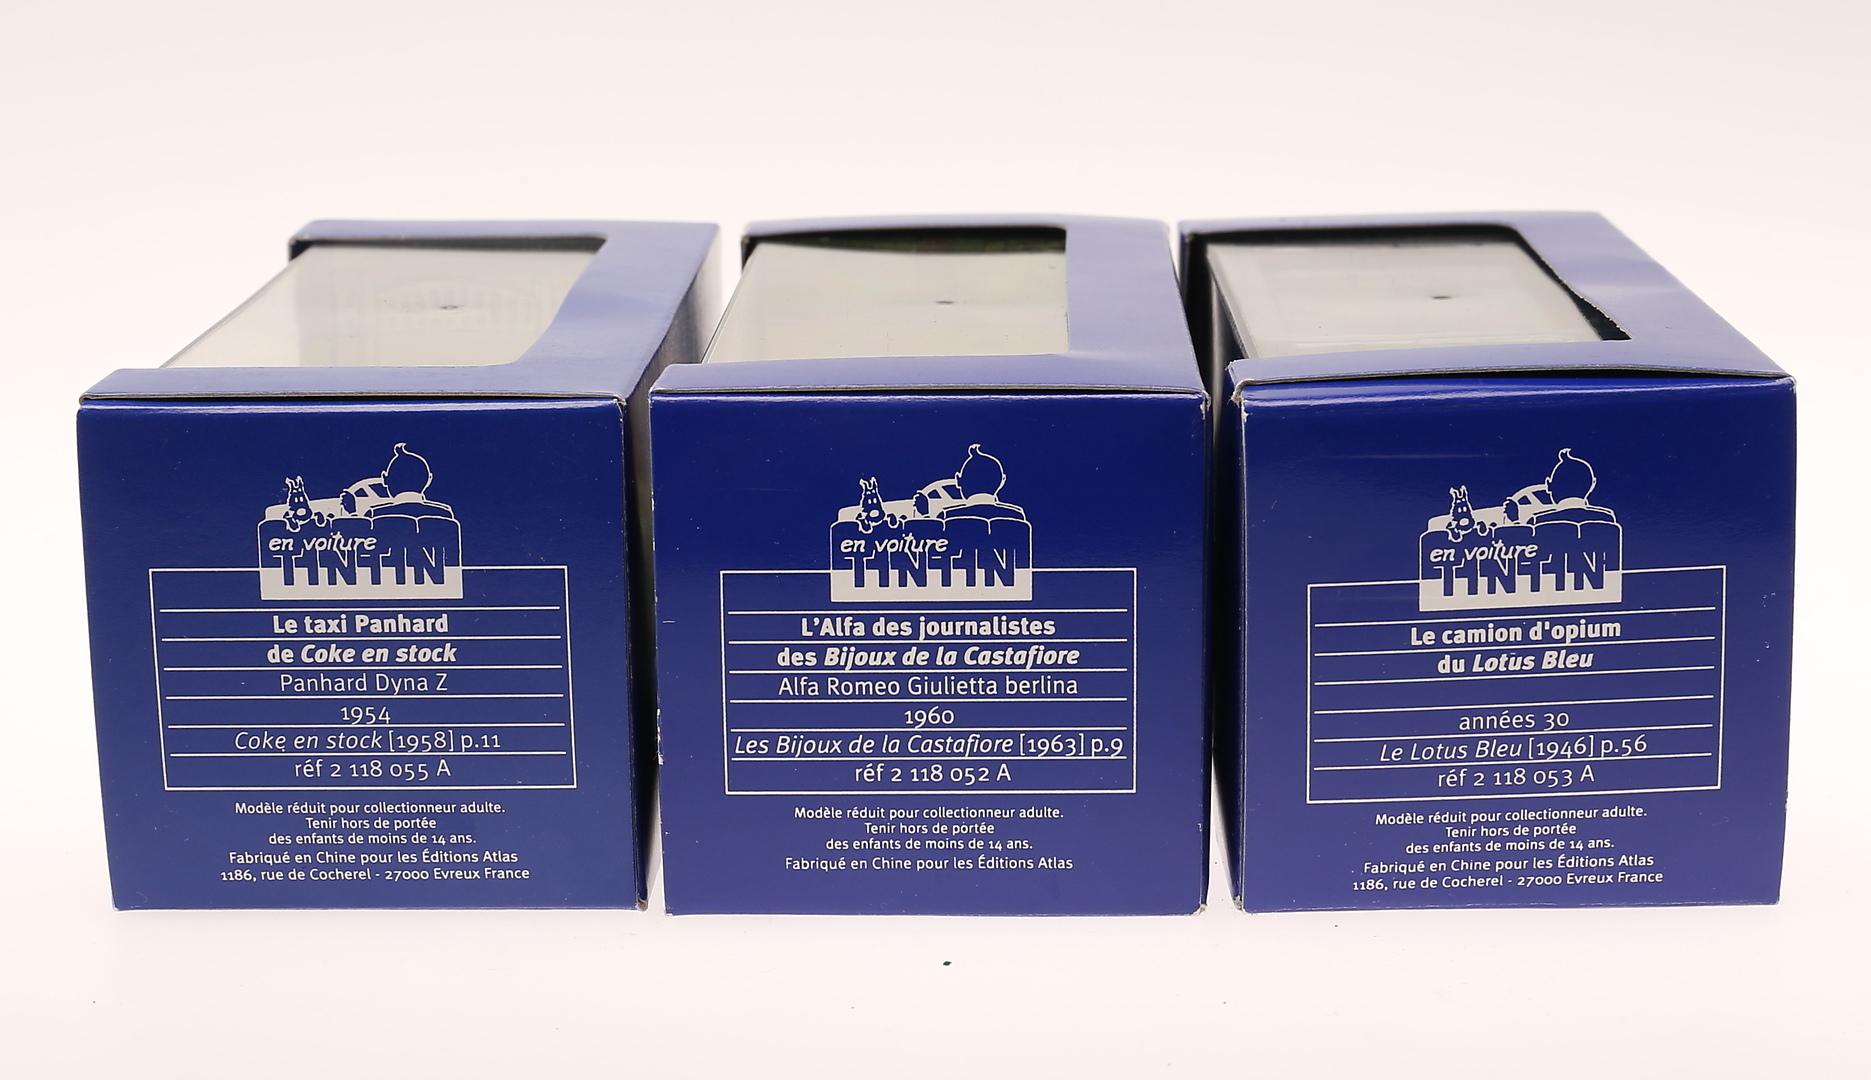 en voiture
TINTIN
Le taxi Panhard
de Coke en stock
Panhard Dyna Z
1954
Coke en stock [1958] p.11
réf 2 118 055 A
Modèle réduit pour collectionneur adulte.
Tenir hors de portée
des enfants de moins de 14 ans.
Fabriqué en Chine pour les Éditions Atlas
1186, rue de Cocherel - 27000 Evreux France
en voiture
TINTIN
L'Alfa des journalistes
des Bijoux de la Castafiore
Alfa Romeo Giulietta berlina
1960
Les Bijoux de la Castafiore [1963] p.9
réf 2 118 052 A
Modèle réduit pour collectionneur adulte.
Tenir hors de portée
des enfants de moins de 14 ans.
Fabriqué en Chine pour les Éditions Atlas
en voiture
TINTIN
Le camion d'opium
du Lotus Bleu
années 30
Le Lotus Bleu [1946] p.56
réf 2 118 053 A
Modèle réduit pour collectionneur adulte.
Tenir hors de portée
des enfants de moins de 14 ans.
Fabriqué en Chine pour les Éditions Atlas
1186, rue de Cocherel - 27000 Evreux France